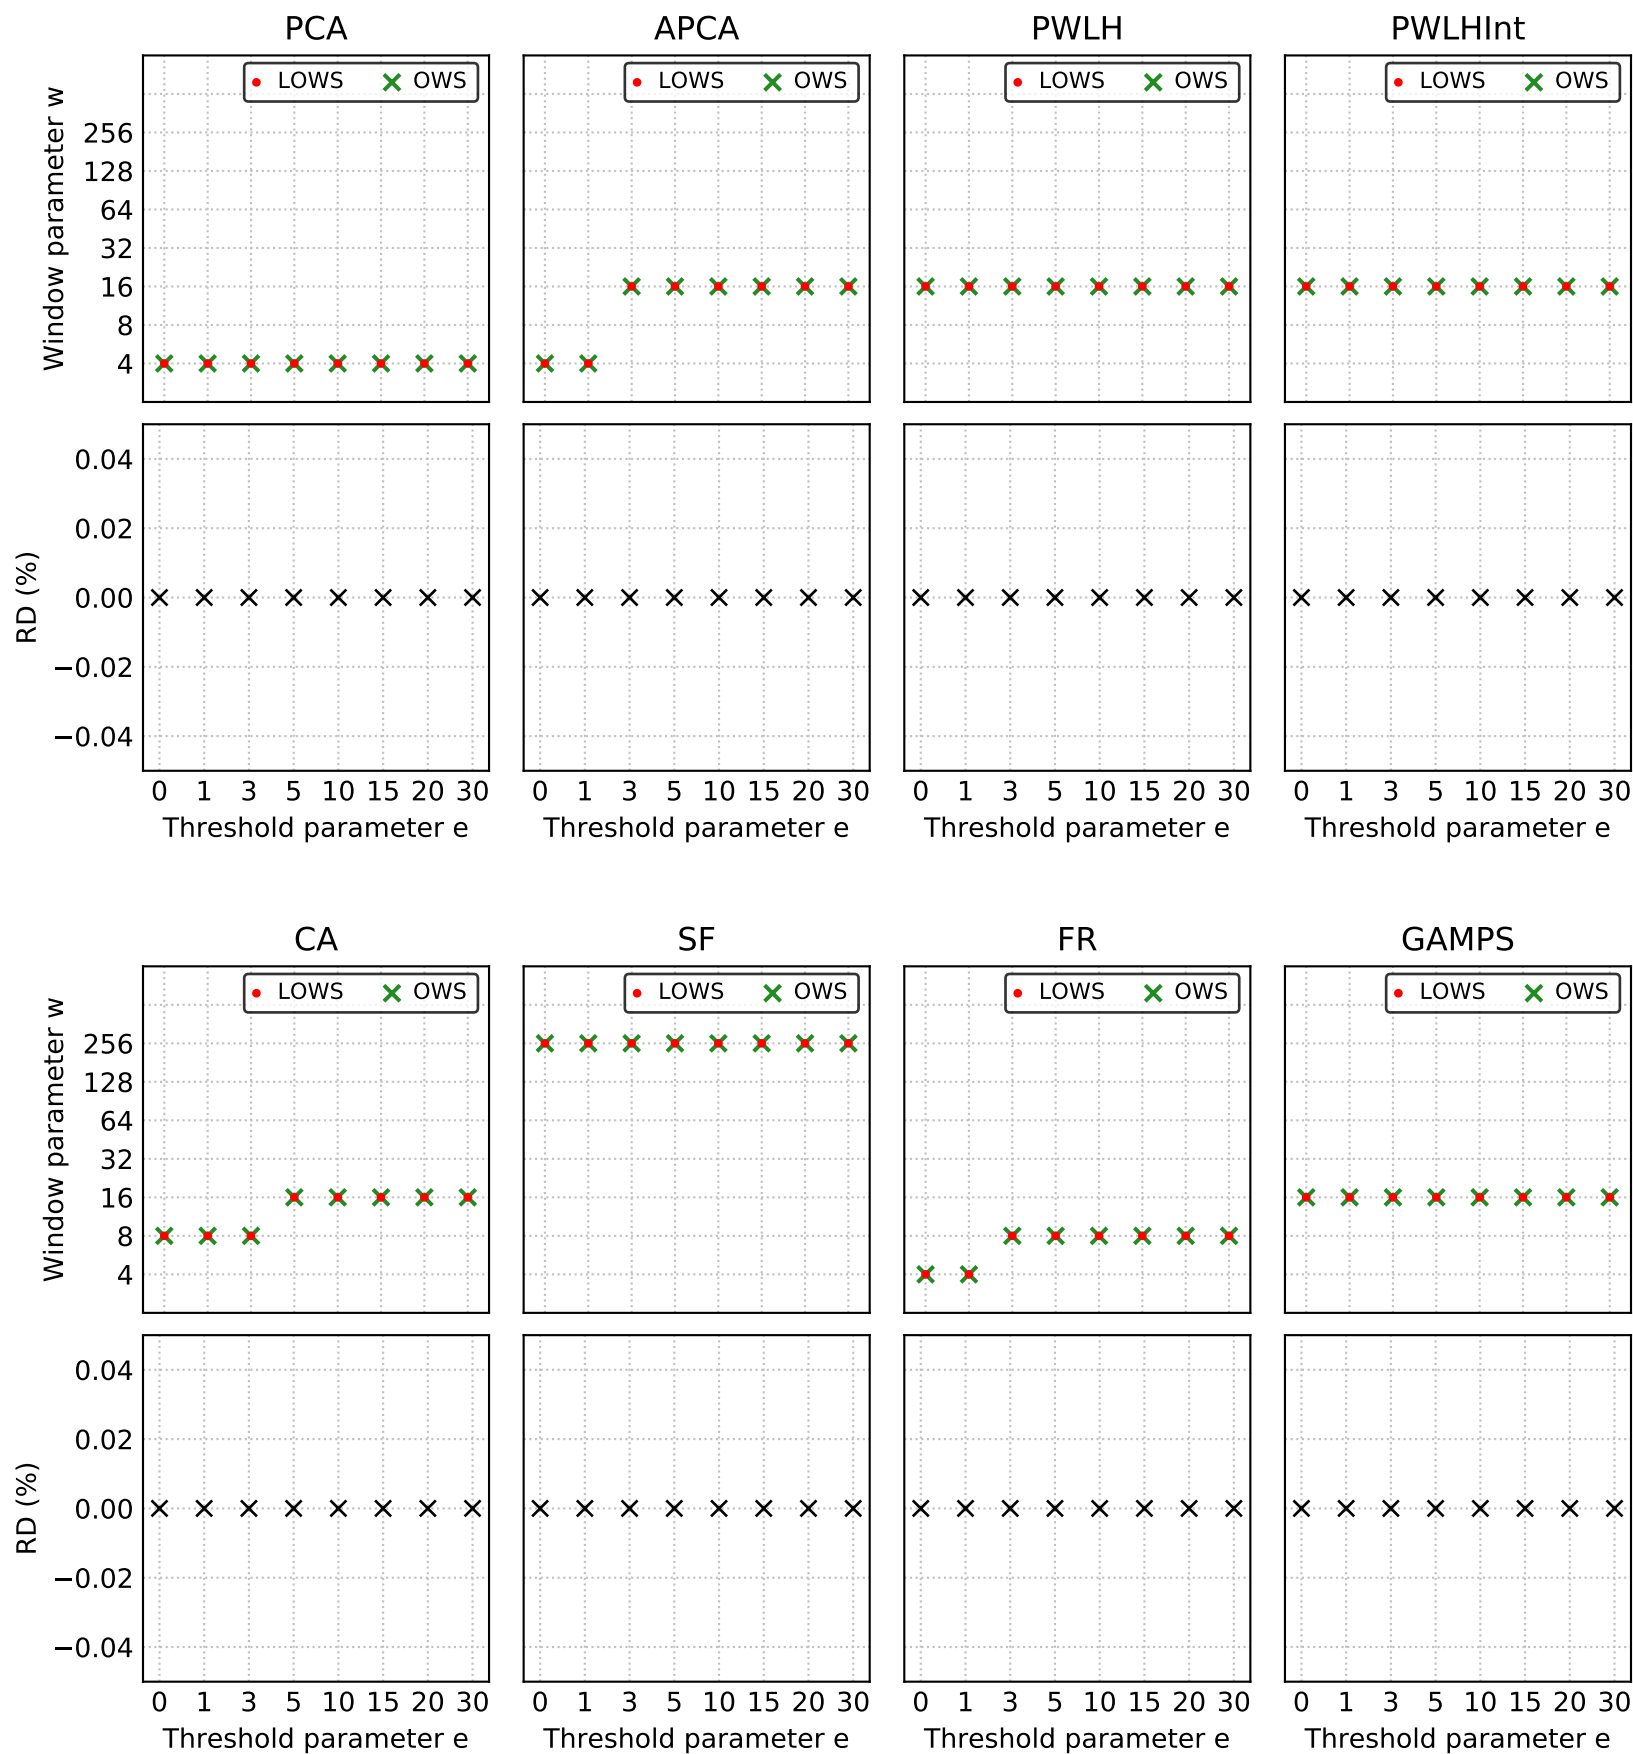 PCA APCA PWLH PWLHInt
LOWS OWS LOWS OWS LOWS OWS LOWS OWS
Window parameter w
256
128
64
32
16
8
4
RD (%)
0.04
0.02
0.00
−0.02
−0.04
0 1 3 5 10 15 20 30 0 1 3 5 10 15 20 30 0 1 3 5 10 15 20 30 0 1 3 5 10 15 20 30
Threshold parameter e Threshold parameter e Threshold parameter e Threshold parameter e
CA SF FR GAMPS
LOWS OWS LOWS OWS LOWS OWS LOWS OWS
Window parameter w
256
128
64
32
16
8
4
RD (%)
0.04
0.02
0.00
−0.02
−0.04
0 1 3 5 10 15 20 30 0 1 3 5 10 15 20 30 0 1 3 5 10 15 20 30 0 1 3 5 10 15 20 30
Threshold parameter e Threshold parameter e Threshold parameter e Threshold parameter e